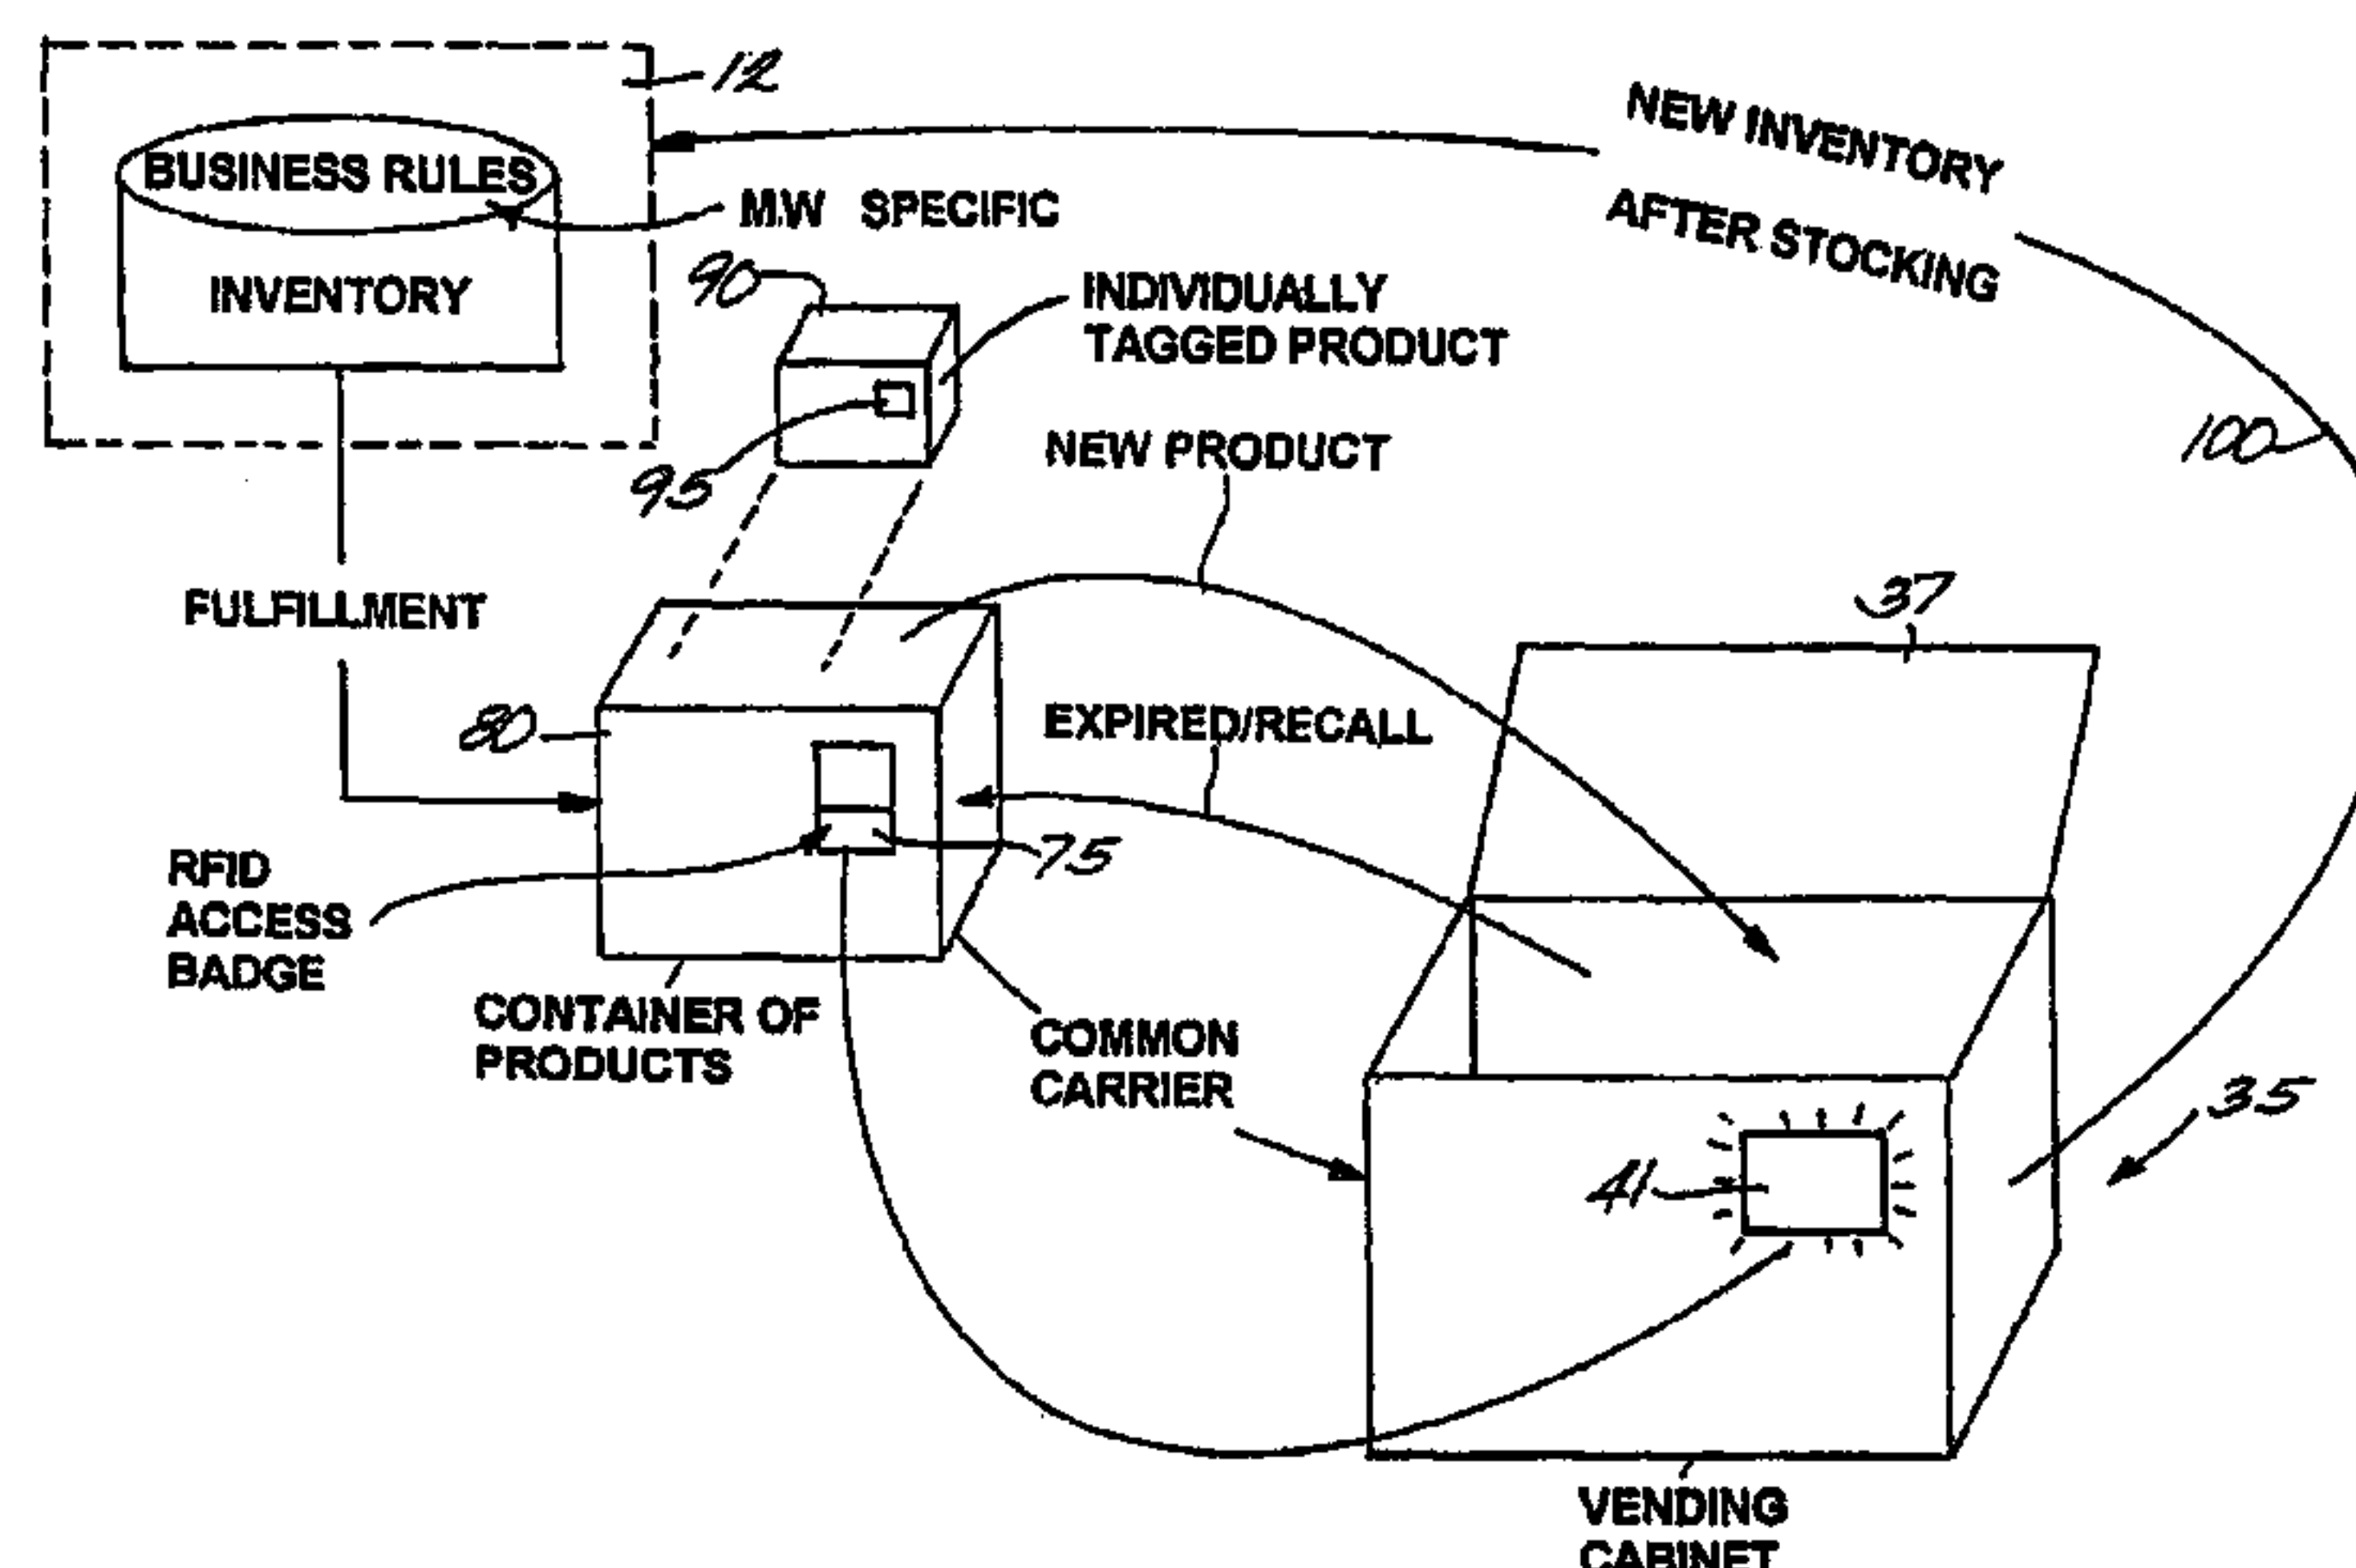 12
BUSINESS RULES
INVENTORY
MW SPECIFIC
NEW INVENTORY
AFTER STOCKING
90
INDIVIDUALLY
TAGGED PRODUCT
95
NEW PRODUCT
100
FULFILLMENT
37
80
EXPIRED/RECALL
75
RFID
ACCESS
BADGE
CONTAINER OF
PRODUCTS
COMMON
CARRIER
35
41
VENDING
CABINET